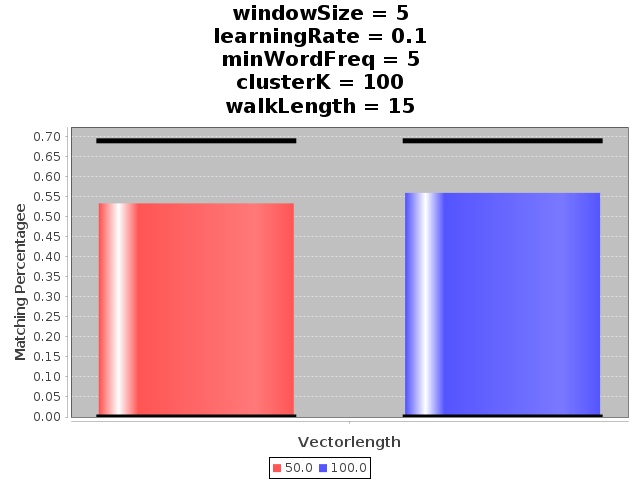 windowSize = 5
learningRate = 0.1
minWordFreq = 5
clusterK = 100
walkLength = 15
0.70
0.65
0.60
0.55
0.50
0.45
0.40
0.35
0.30
0.25
0.20
0.15
0.10
0.05
0.00
Matching Percentagee
Vectorlength
50.0 100.0